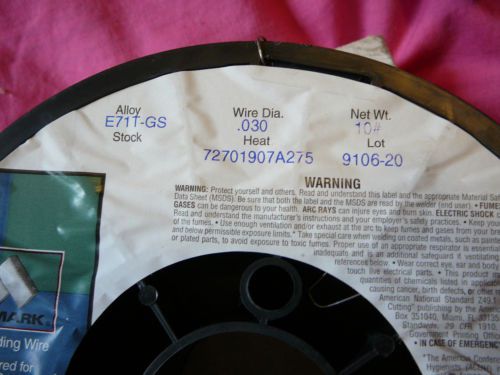 Alloy Wire Dia. Net Wt.
E71T-GS .030 10#
Stock Heat Lot
72701907A275 9106-20
WARNING
WARNING: Protect yourself and others. Read and understand this label and the appropriate Material Saf
Data Sheet (MSDS). Be sure that both the label and the MSDS are read by the welder (end user). • FUME
GASES can be dangerous to your health. ARC RAYS can injure eyes and burn skin. ELECTRIC SHOCK
Read and understand the manufacturer's instructions and your employer's safety practices. • Keep your
of the fumes. • Use enough ventilation and/or exhaust at the arc to keep fumes and gases from your
and below permissible exposure limits. • Take special care when welding on coated metals, such as
or plated parts, to avoid exposure to toxic fumes. Proper use of an appropriate respirator is essential
inadequate and is an additional safeguard if ventilating
references below. • Wear correct eye, ear and body
touch live electrical parts. • This product
quantities of chemicals listed in applicable
causing cancer, birth defects, or other
American National Standard Z49.1
Cutting" published by the American
Box 351040, Miami, FL 33135
Standards, 29 CFR 1910,
Government Printing Office
• IN CASE OF EMERGENCY
"The American Conferen
Hygienists (ACGIH)
MARK
ding Wire